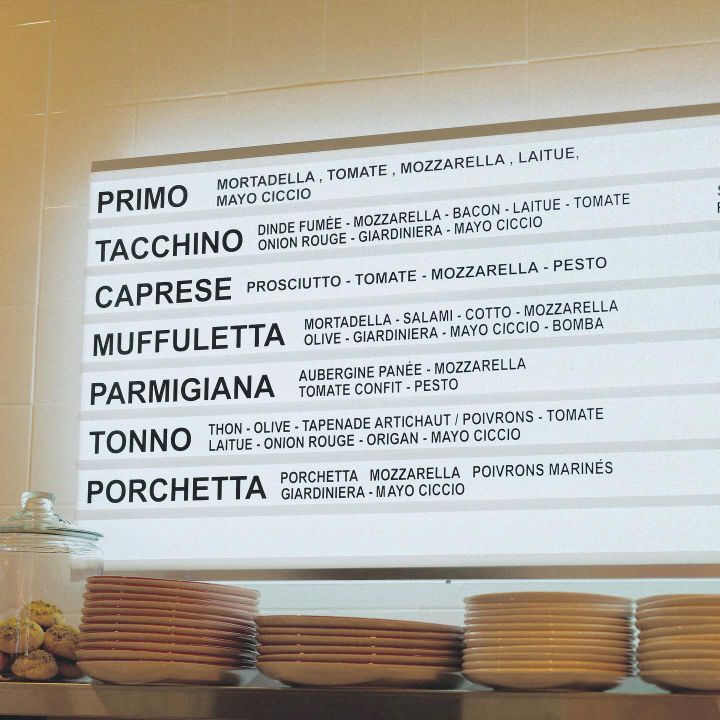 PRIMO
MORTADELLA , TOMATE , MOZZARELLA , LAITUE,
MAYO CICCIO
TACCHINO
DINDE FUMÉE - MOZZARELLA - BACON - LAITUE - TOMATE
ONION ROUGE - GIARDINIERA - MAYO CICCIO
CAPRESE
PROSCIUTTO - TOMATE - MOZZARELLA - PESTO
MUFFULETTA
MORTADELLA - SALAMI - COTTO - MOZZARELLA
OLIVE - GIARDINIERA - MAYO CICCIO - BOMBA
PARMIGIANA
AUBERGINE PANÉE - MOZZARELLA
TOMATE CONFIT - PESTO
TONNO
THON - OLIVE - TAPENADE ARTICHAUT / POIVRONS - TOMATE
LAITUE - ONION ROUGE - ORIGAN - MAYO CICCIO
PORCHETTA
PORCHETTA MOZZARELLA POIVRONS MARINÉS
GIARDINIERA - MAYO CICCIO